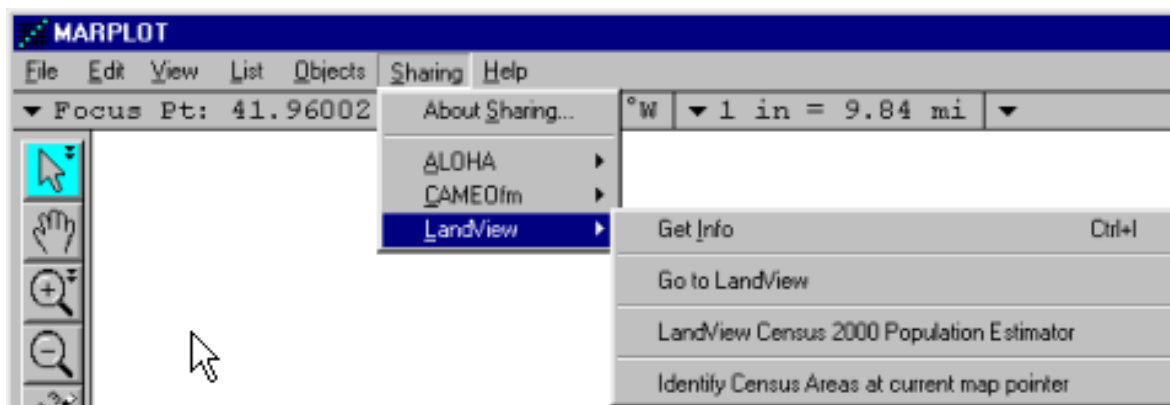 MARPLOT
File Edit View List Objects Sharing Help
Focus Pt: 41.96002 °W 1 in = 9.84 mi
About Sharing...
ALOHA
CAMEOfm
LandView
Get Info Ctrl+I
Go to LandView
LandView Census 2000 Population Estimator
Identify Census Areas at current map pointer